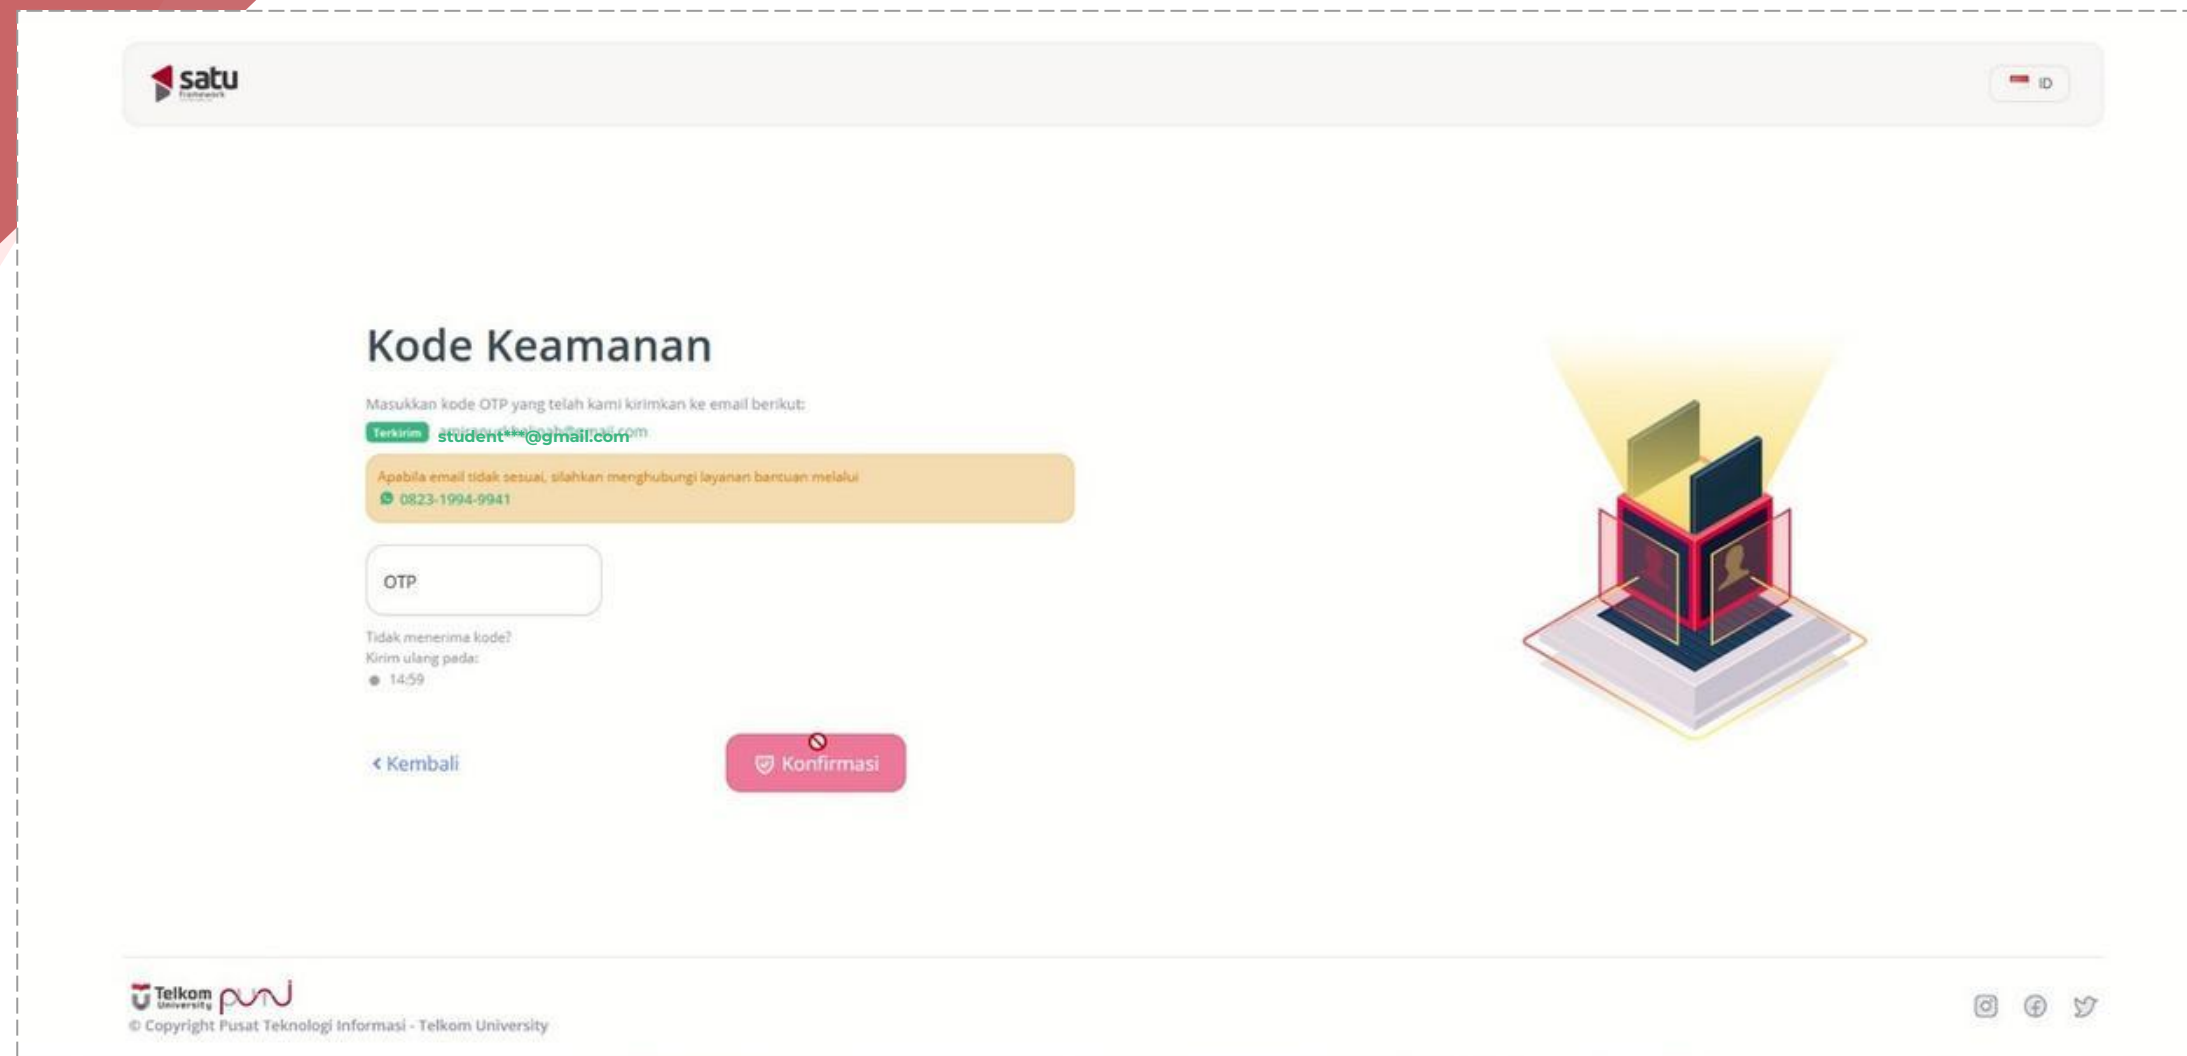 satu
framework
ID
Kode Keamanan
Masukkan kode OTP yang telah kami kirimkan ke email berikut:
Terkirim student***@gmail.com
Apabila email tidak sesuai, silahkan menghubungi layanan bantuan melalui
0823-1994-9941
OTP
Tidak menerima kode?
Kirim ulang pada:
14:59
Kembali
Konfirmasi
Telkom
University
puti
© Copyright Pusat Teknologi Informasi - Telkom University